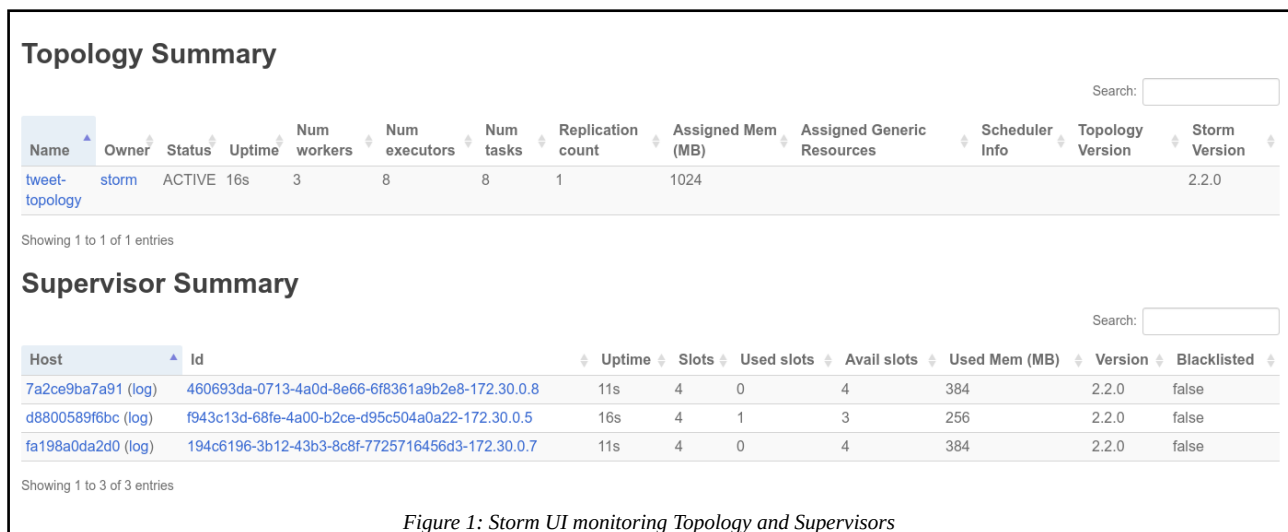 Topology Summary
Search:
Name Owner Status Uptime Num workers Num executors Num tasks Replication count Assigned Mem (MB) Assigned Generic Resources Scheduler Info Topology Version Storm Version
tweet-topology storm ACTIVE 16s 3 8 8 1 1024 2.2.0
Showing 1 to 1 of 1 entries
Supervisor Summary
Search:
Host Id Uptime Slots Used slots Avail slots Used Mem (MB) Version Blacklisted
7a2ce9ba7a91 (log) 460693da-0713-4a0d-8e66-6f8361a9b2e8-172.30.0.8 11s 4 0 4 384 2.2.0 false
d8800589f6bc (log) f943c13d-68fe-4a00-b2ce-d95c504a0a22-172.30.0.5 16s 4 1 3 256 2.2.0 false
fa198a0da2d0 (log) 194c6196-3b12-43b3-8c8f-7725716456d3-172.30.0.7 11s 4 0 4 384 2.2.0 false
Showing 1 to 3 of 3 entries
Figure 1: Storm UI monitoring Topology and Supervisors